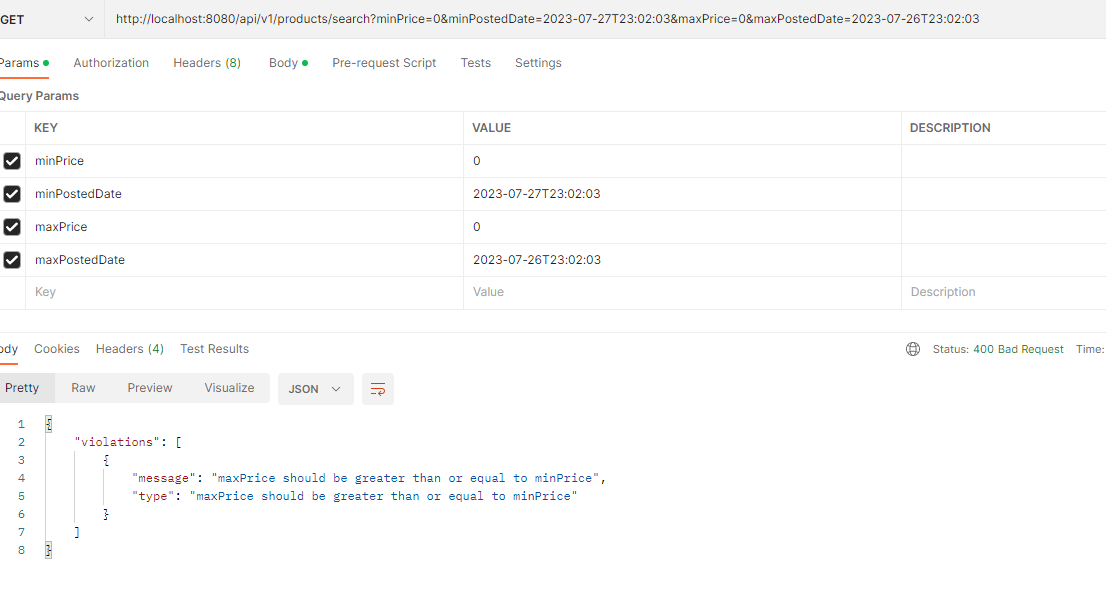 GET http://localhost:8080/api/v1/products/search?minPrice=0&minPostedDate=2023-07-27T23:02:03&maxPrice=0&maxPostedDate=2023-07-26T23:02:03
Params Authorization Headers (8) Body Pre-request Script Tests Settings
Query Params
KEY VALUE DESCRIPTION
minPrice 0
minPostedDate 2023-07-27T23:02:03
maxPrice 0
maxPostedDate 2023-07-26T23:02:03
Key Value Description
ody Cookies Headers (4) Test Results Status: 400 Bad Request Time:
Pretty Raw Preview Visualize JSON
1 {
2 "violations": [
3 {
4 "message": "maxPrice should be greater than or equal to minPrice",
5 "type": "maxPrice should be greater than or equal to minPrice"
6 }
7 ]
8 }